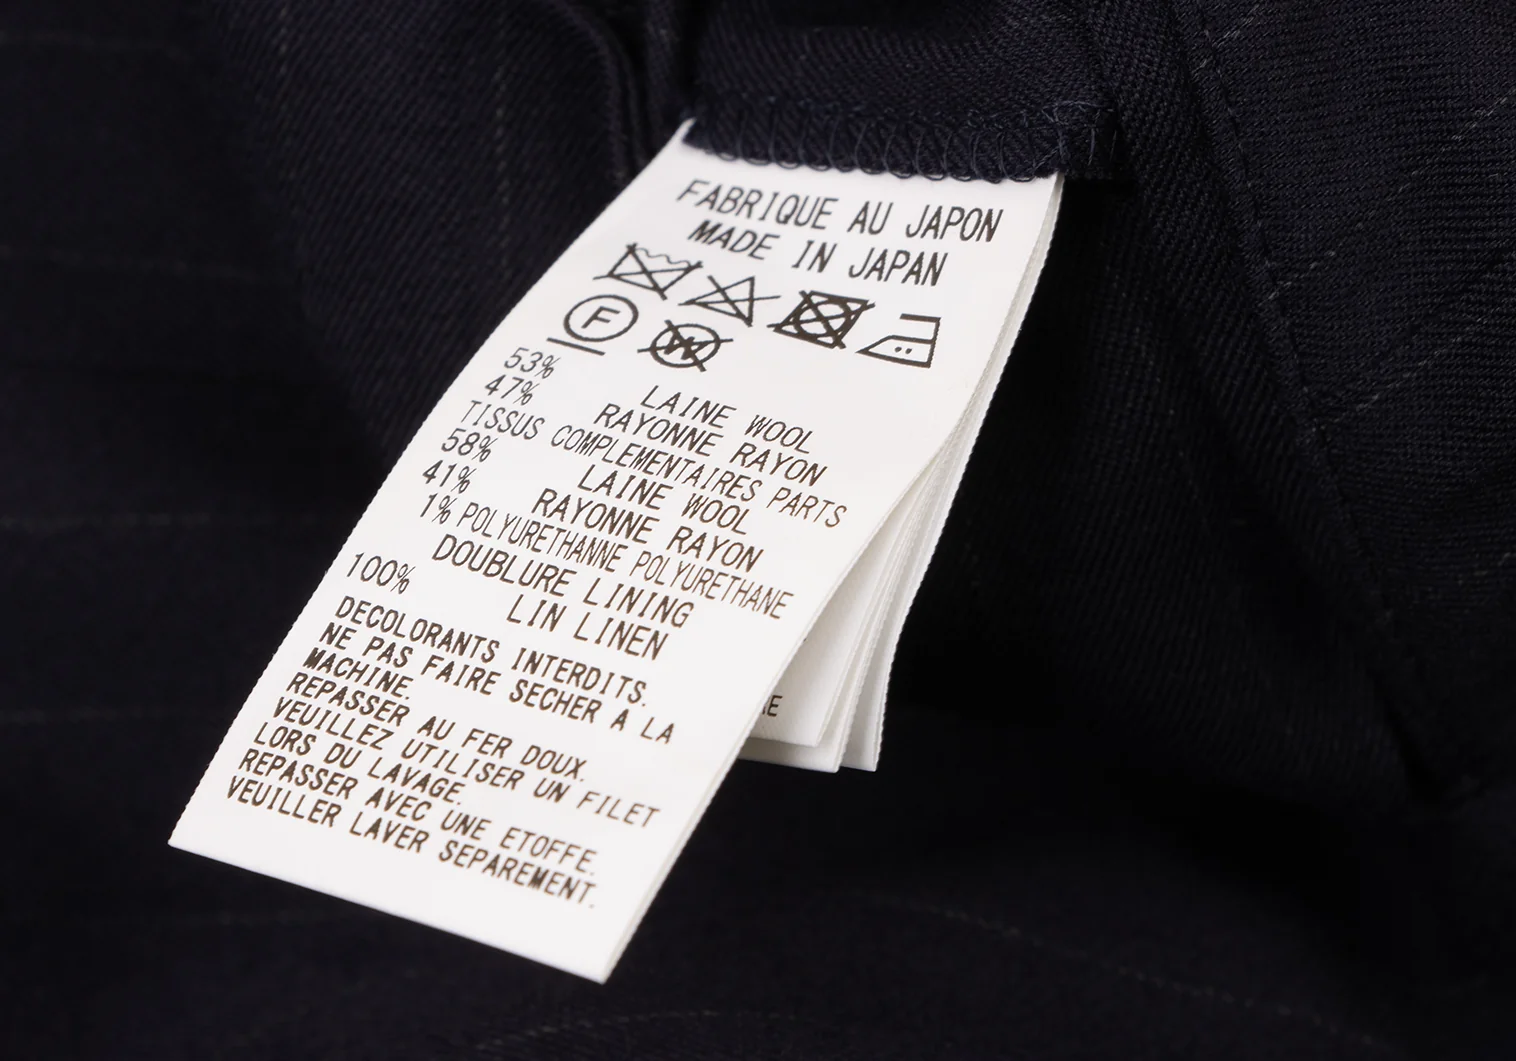 FABRIQUE AU JAPON
MADE IN JAPAN
F
W
53% LAINE WOOL
47% RAYONNE RAYON
TISSUS COMPLEMENTAIRES PARTS
58% LAINE WOOL
41% RAYONNE RAYON
1% POLYURETHANNE POLYURETHANE
DOUBLURE LINING
100% LIN LINEN
DECOLORANTS INTERDITS.
NE PAS FAIRE SECHER A LA
MACHINE.
REPASSER AU FER DOUX.
VEUILLEZ UTILISER UN FILET
LORS DU LAVAGE.
REPASSER AVEC UNE ETOFFE.
VEUILLER LAVER SEPAREMENT.